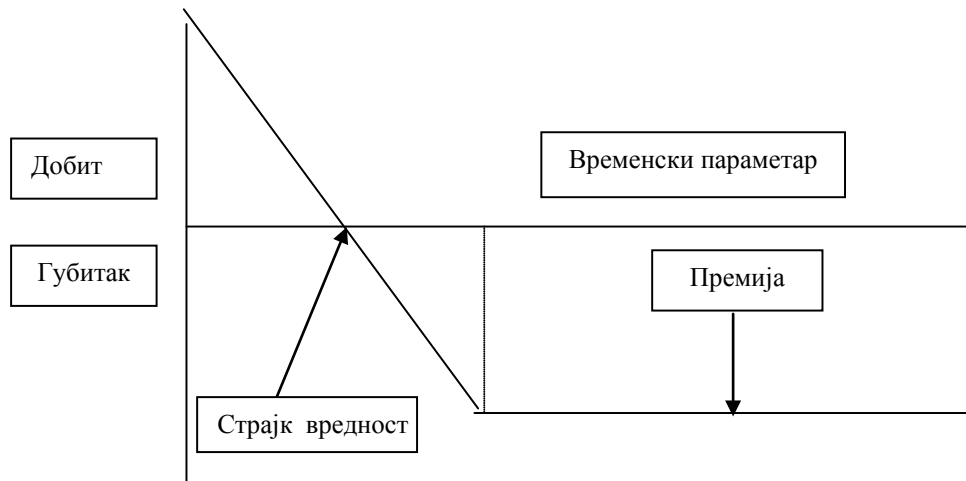 Добит
Временски параметар
Губитак
Премија
Страјк вредност